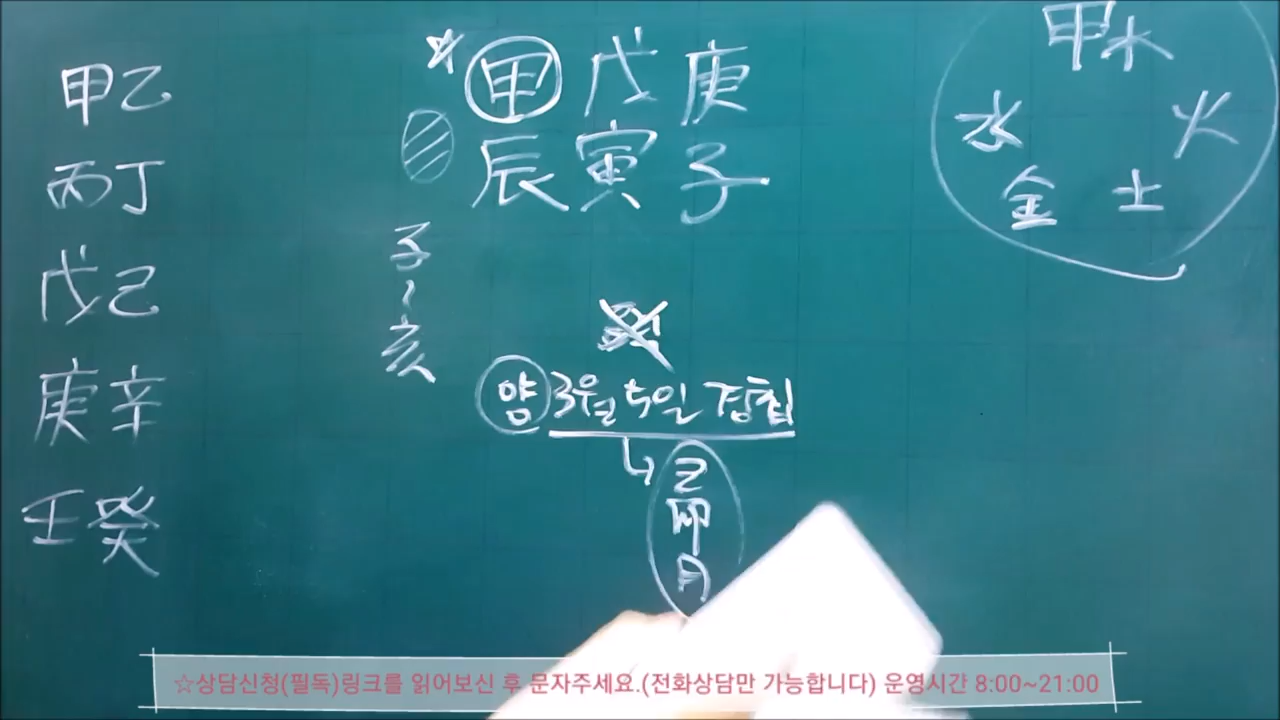 甲乙
丙丁
戊己
庚辛
壬癸
甲戊庚
辰寅子
子~亥
양 3월 5일 경칩
己卯月
甲木
水 火
金 土
☆상담신청(필독)링크를 읽어보신 후 문자주세요.(전화상담만 가능합니다) 운영시간 8:00~21:00